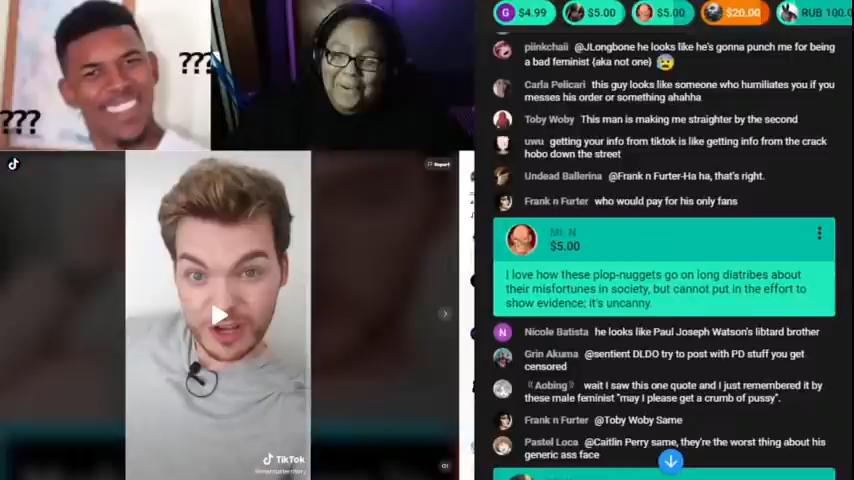 ???
???
$4.99
$5.00
$5.00
$20.00
RUB 100.0
piinkchaii @JLongbone he looks like he's gonna punch me for being
a bad feminist {aka not one}
Carla Pelicari this guy looks like someone who humiliates you if you
messes his order or something ahahha
Toby Woby This man is making me straighter by the second
uwu getting your info from tiktok is like getting info from the crack
hobo down the street
Undead Ballerina @Frank n Furter-Ha ha, that's right.
Frank n Furter who would pay for his only fans
$5.00
I love how these plop-nuggets go on long diatribes about
their misfortunes in society, but cannot put in the effort to
show evidence; it's uncanny.
Nicole Batista he looks like Paul Joseph Watson's libtard brother
Grin Akuma @sentient DLDO try to post with PD stuff you get
censored
Aobing wait I saw this one quote and I just remembered it by
these male feminist "may I please get a crumb of pussy".
Frank n Furter @Toby Woby Same
Pastel Loca @Caitlin Perry same, they're the worst thing about his
generic ass face
Report
TikTok